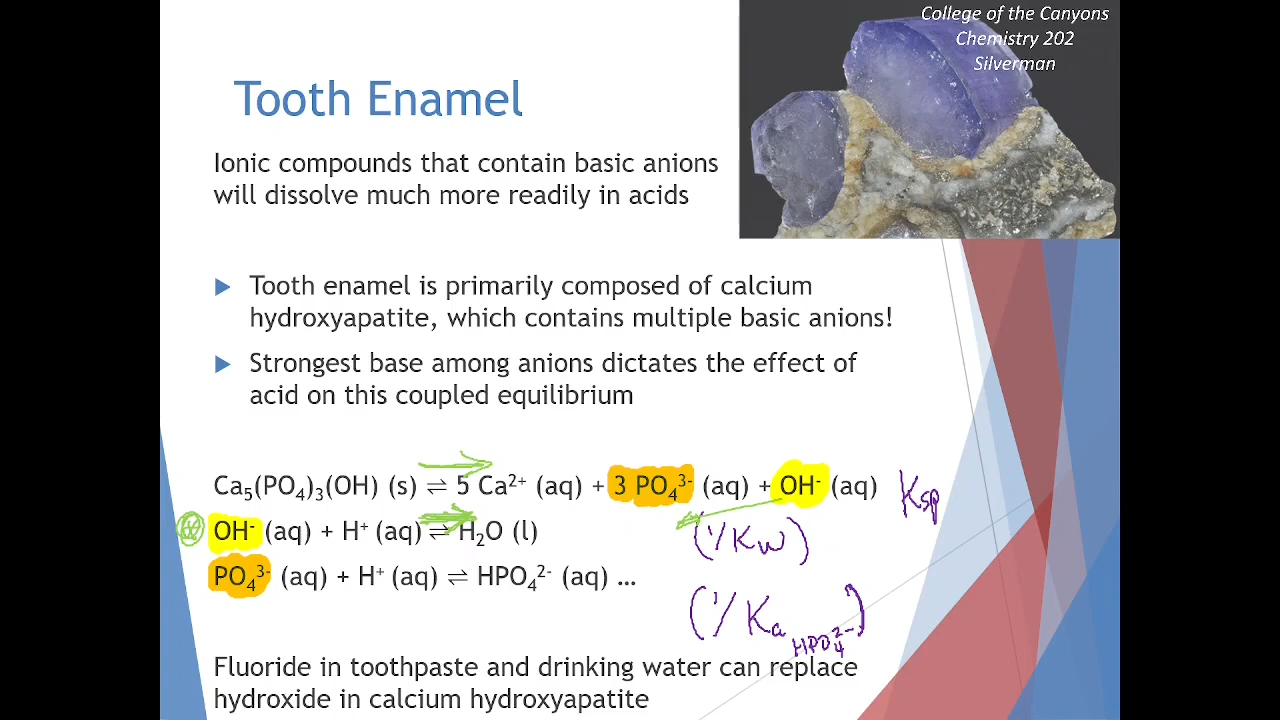 College of the Canyons
Chemistry 202
Silverman
Tooth Enamel
Ionic compounds that contain basic anions
will dissolve much more readily in acids
Tooth enamel is primarily composed of calcium
hydroxyapatite, which contains multiple basic anions!
Strongest base among anions dictates the effect of
acid on this coupled equilibrium
Ca₅(PO₄)₃(OH) (s) ⇌ 5 Ca²⁺ (aq) + 3 PO₄³⁻ (aq) + OH⁻ (aq) Ksp
OH⁻ (aq) + H⁺ (aq) ⇌ H₂O (l) (1/Kw)
PO₄³⁻ (aq) + H⁺ (aq) ⇌ HPO₄²⁻ (aq) …
(1/Ka HPO₄²⁻)
Fluoride in toothpaste and drinking water can replace
hydroxide in calcium hydroxyapatite